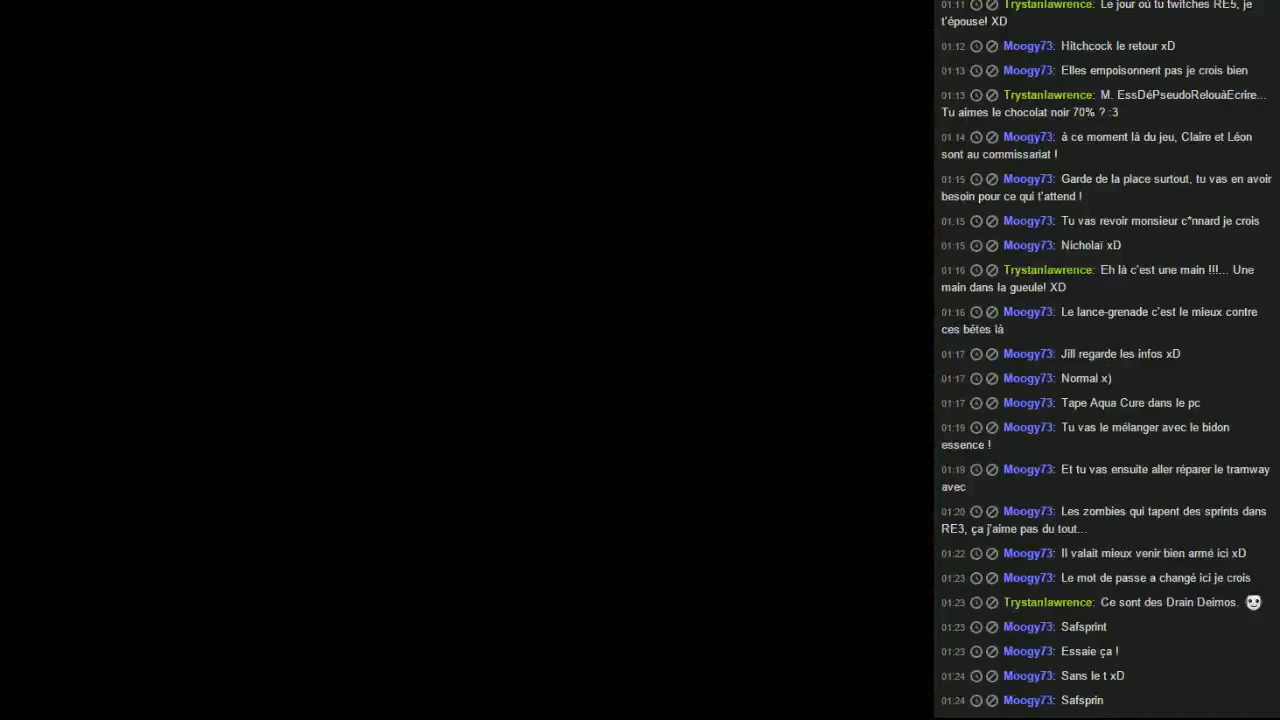 01:11 Trystanlawrence: Le jour où tu twitches RE5, je
t'épouse! XD
01:12 Moogy73: Hitchcock le retour xD
01:13 Moogy73: Elles empoisonnent pas je crois bien
01:13 Trystanlawrence: M. EssDéPseudoRelouàEcrire...
Tu aimes le chocolat noir 70% ? :3
01:14 Moogy73: à ce moment là du jeu, Claire et Léon
sont au commissariat !
01:15 Moogy73: Garde de la place surtout, tu vas en avoir
besoin pour ce qui t'attend !
01:15 Moogy73: Tu vas revoir monsieur c*nnard je crois
01:15 Moogy73: Nicholaï xD
01:16 Trystanlawrence: Eh là c'est une main !!!... Une
main dans la gueule! XD
01:16 Moogy73: Le lance-grenade c'est le mieux contre
ces bêtes là
01:17 Moogy73: Jill regarde les infos xD
01:17 Moogy73: Normal x)
01:17 Moogy73: Tape Aqua Cure dans le pc
01:19 Moogy73: Tu vas le mélanger avec le bidon
essence !
01:19 Moogy73: Et tu vas ensuite aller réparer le tramway
avec
01:20 Moogy73: Les zombies qui tapent des sprints dans
RE3, ça j'aime pas du tout...
01:22 Moogy73: Il valait mieux venir bien armé ici xD
01:23 Moogy73: Le mot de passe a changé ici je crois
01:23 Trystanlawrence: Ce sont des Drain Deimos.
01:23 Moogy73: Safsprint
01:23 Moogy73: Essaie ça !
01:24 Moogy73: Sans le t xD
01:24 Moogy73: Safsprin